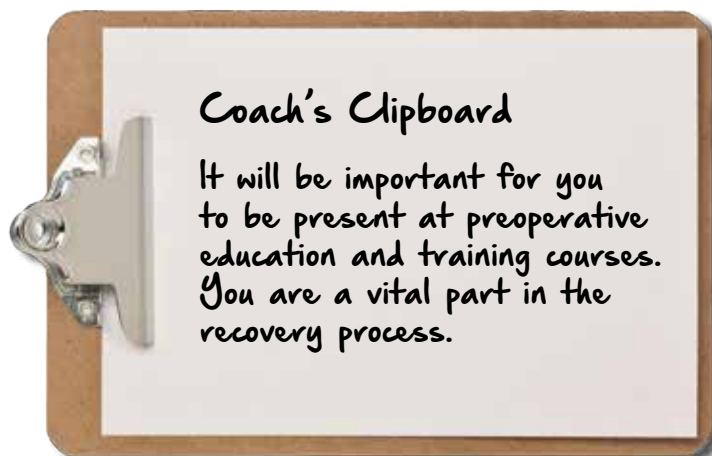 Coach's Clipboard
It will be important for you
to be present at preoperative
education and training courses.
You are a vital part in the
recovery process.